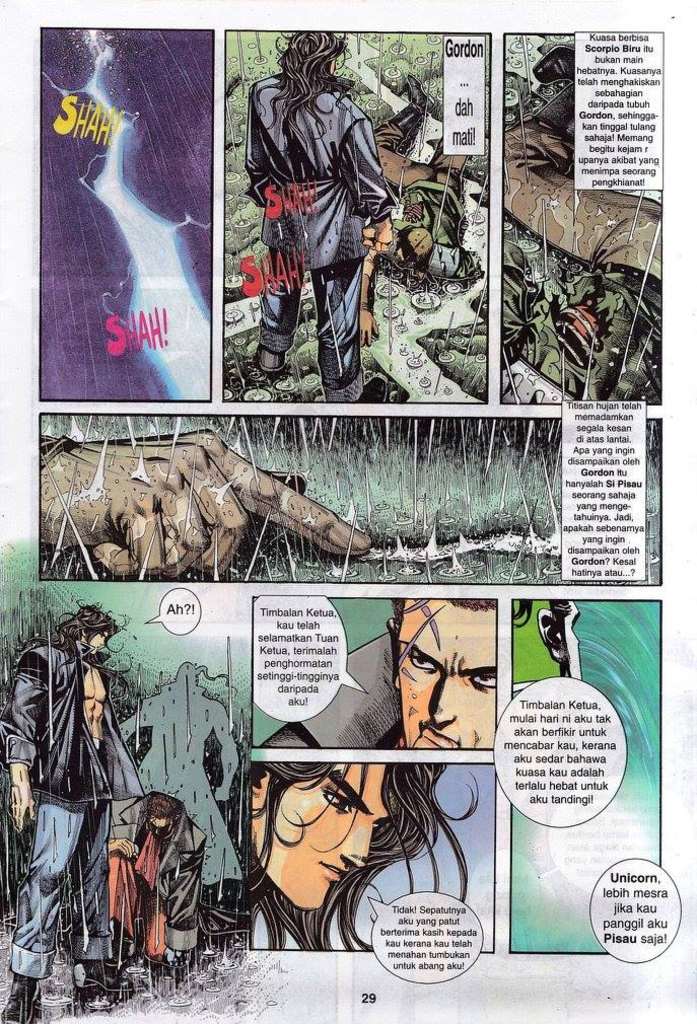 SHAH!
SHAH!
SHAH!
SHAH!
Gordon
...
dah
mati!
Kuasa berbisa
Scorpio Biru itu
bukan main
hebatnya. Kuasanya
telah menghakiskan
sebahagian
daripada tubuh
Gordon, sehingga-
kan tinggal tulang
sahaja! Memang
begitu kejam r
upanya akibat yang
menimpa seorang
pengkhianat!
Titisan hujan telah
memadamkan
segala kesan
di atas lantai.
Apa yang ingin
disampaikan oleh
Gordon itu
hanyalah Si Pisau
seorang sahaja
yang menge-
tahuinya. Jadi,
apakah sebenarnya
yang ingin
disampaikan oleh
Gordon? Kesal
hatinya atau...?
Ah?!
Timbalan Ketua,
kau telah
selamatkan Tuan
Ketua, terimalah
penghormatan
setinggi-tingginya
daripada
aku!
Timbalan Ketua,
mulai hari ni aku tak
akan berfikir untuk
mencabar kau, kerana
aku sedar bahawa
kuasa kau adalah
terlalu hebat untuk
aku tandingi!
Tidak! Sepatutnya
aku yang patut
berterima kasih kepada
kau kerana kau telah
menahan tumbukan
untuk abang aku!
Unicorn,
lebih mesra
jika kau
panggil aku
Pisau saja!
29